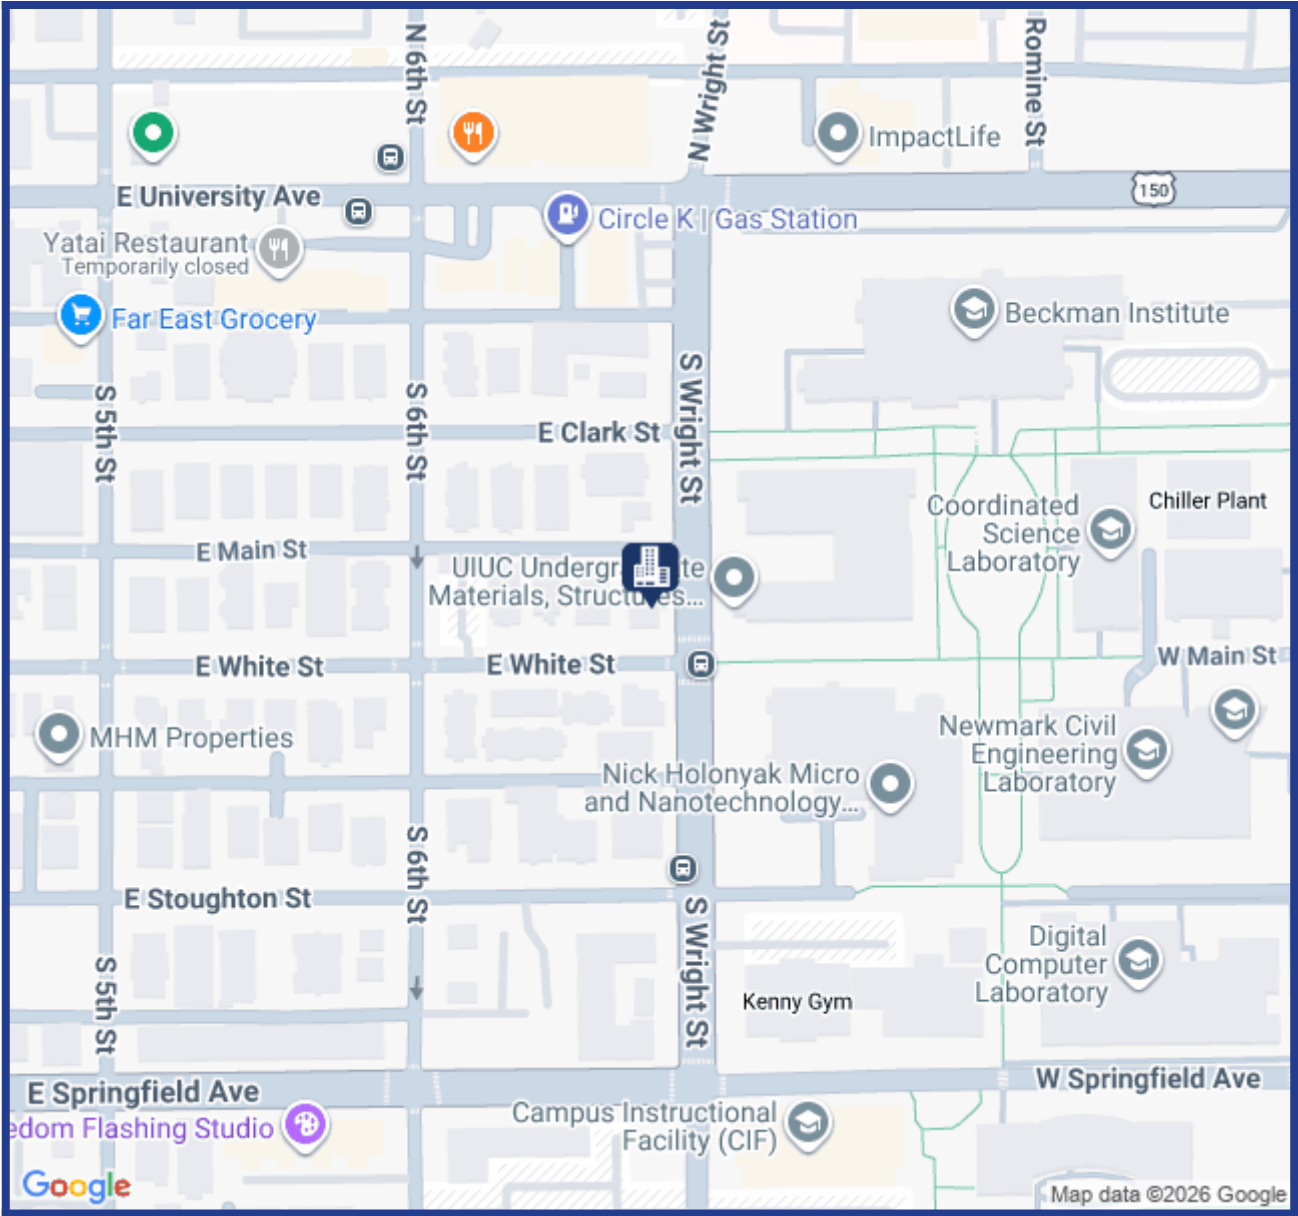 N 6th St
N Wright St
Romine St
ImpactLife
E University Ave
150
Circle K | Gas Station
Yatai Restaurant
Temporarily closed
Far East Grocery
Beckman Institute
S 5th St
S 6th St
S Wright St
E Clark St
Coordinated
Science
Laboratory
Chiller Plant
E Main St
UIUC Undergr te
Materials, Structures...
E White St
E White St
W Main St
MHM Properties
Newmark Civil
Engineering
Laboratory
Nick Holonyak Micro
and Nanotechnology...
S 6th St
E Stoughton St
S Wright St
S 5th St
Digital
Computer
Laboratory
Kenny Gym
E Springfield Ave
W Springfield Ave
edom Flashing Studio
Campus Instructional
Facility (CIF)
Google
Map data ©2026 Google